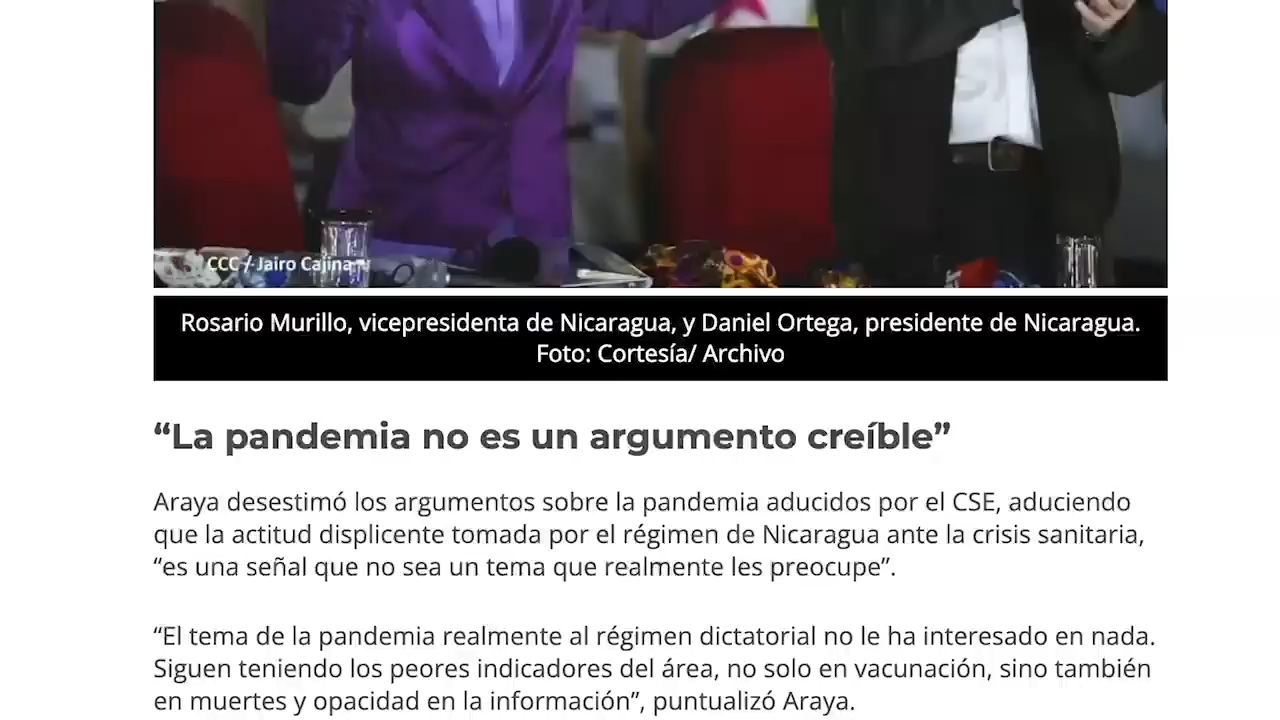 CCC / Jairo Cajina
Rosario Murillo, vicepresidenta de Nicaragua, y Daniel Ortega, presidente de Nicaragua.
Foto: Cortesía/ Archivo
“La pandemia no es un argumento creíble”
Araya desestimó los argumentos sobre la pandemia aducidos por el CSE, aduciendo
que la actitud displicente tomada por el régimen de Nicaragua ante la crisis sanitaria,
“es una señal que no sea un tema que realmente les preocupe”.
“El tema de la pandemia realmente al régimen dictatorial no le ha interesado en nada.
Siguen teniendo los peores indicadores del área, no solo en vacunación, sino también
en muertes y opacidad en la información”, puntualizó Araya.